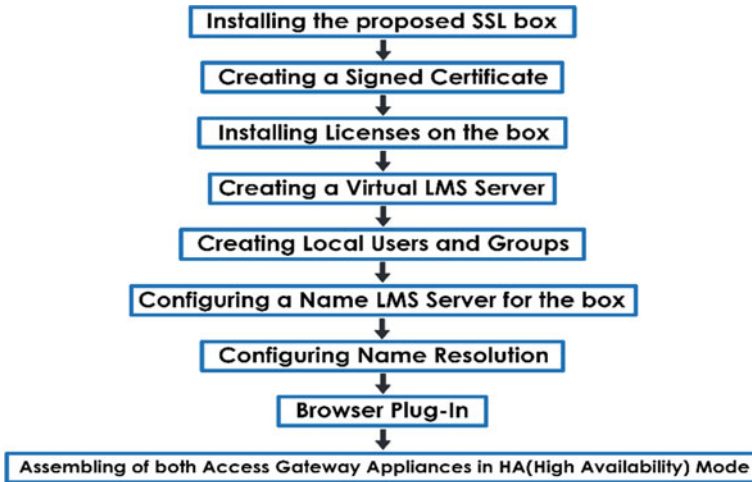 Installing the proposed SSL box
Creating a Signed Certificate
Installing Licenses on the box
Creating a Virtual LMS Server
Creating Local Users and Groups
Configuring a Name LMS Server for the box
Configuring Name Resolution
Browser Plug-In
Assembling of both Access Gateway Appliances in HA(High Availability) Mode